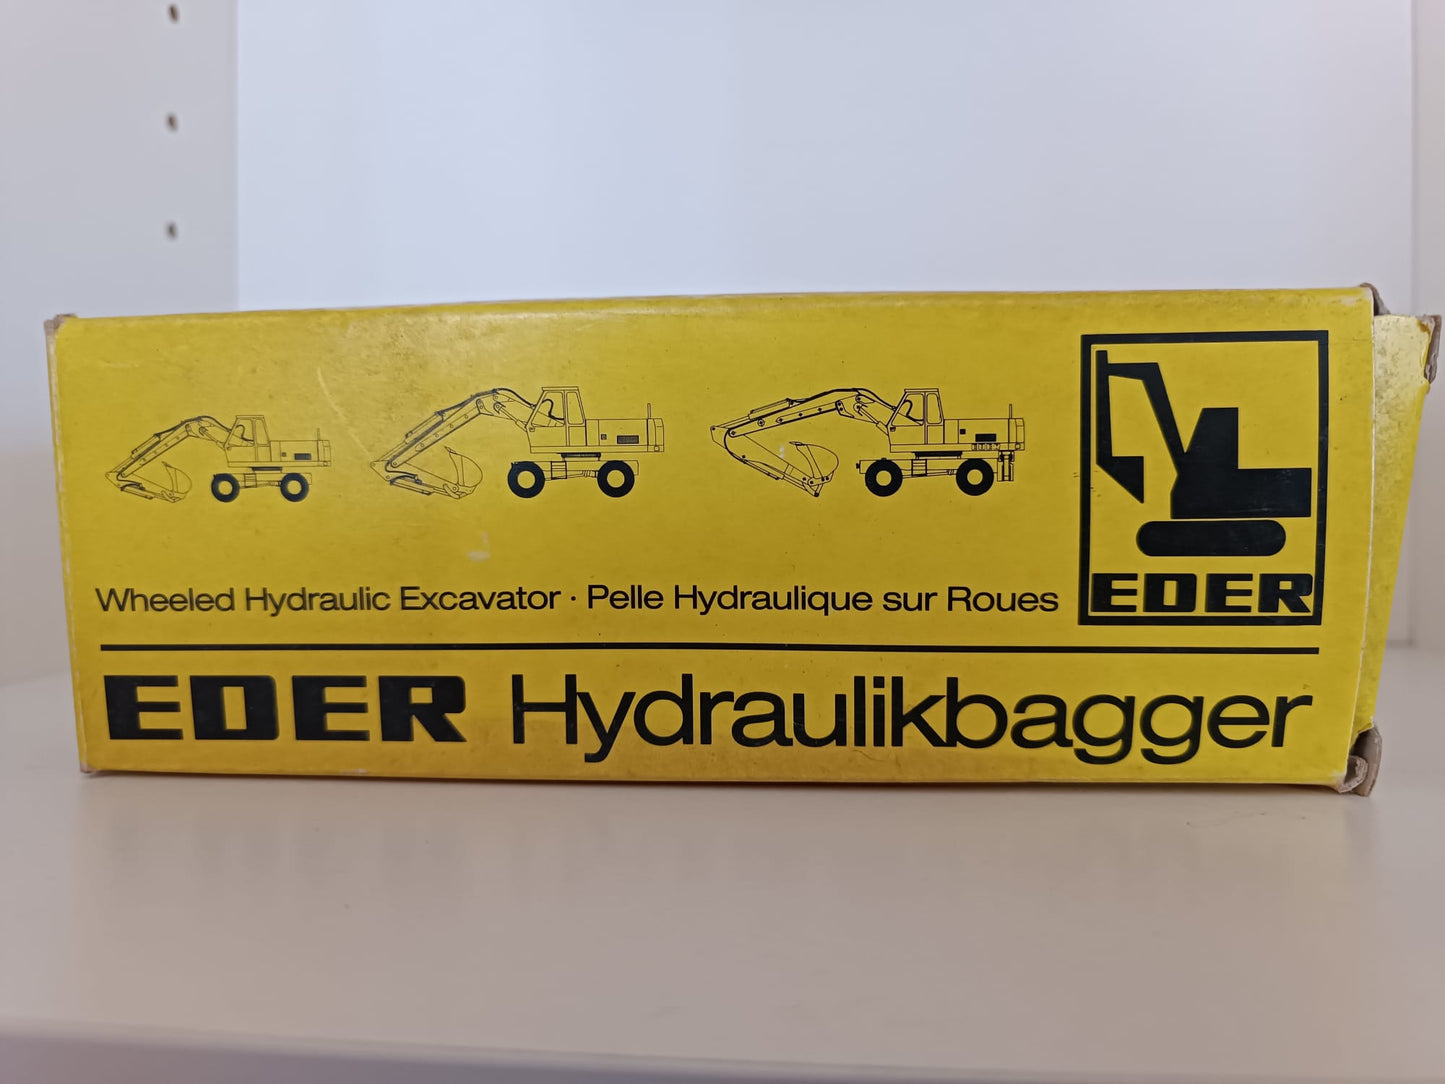 Wheeled Hydraulic Excavator · Pelle Hydraulique sur Roues
EDER
EDER Hydraulikbagger